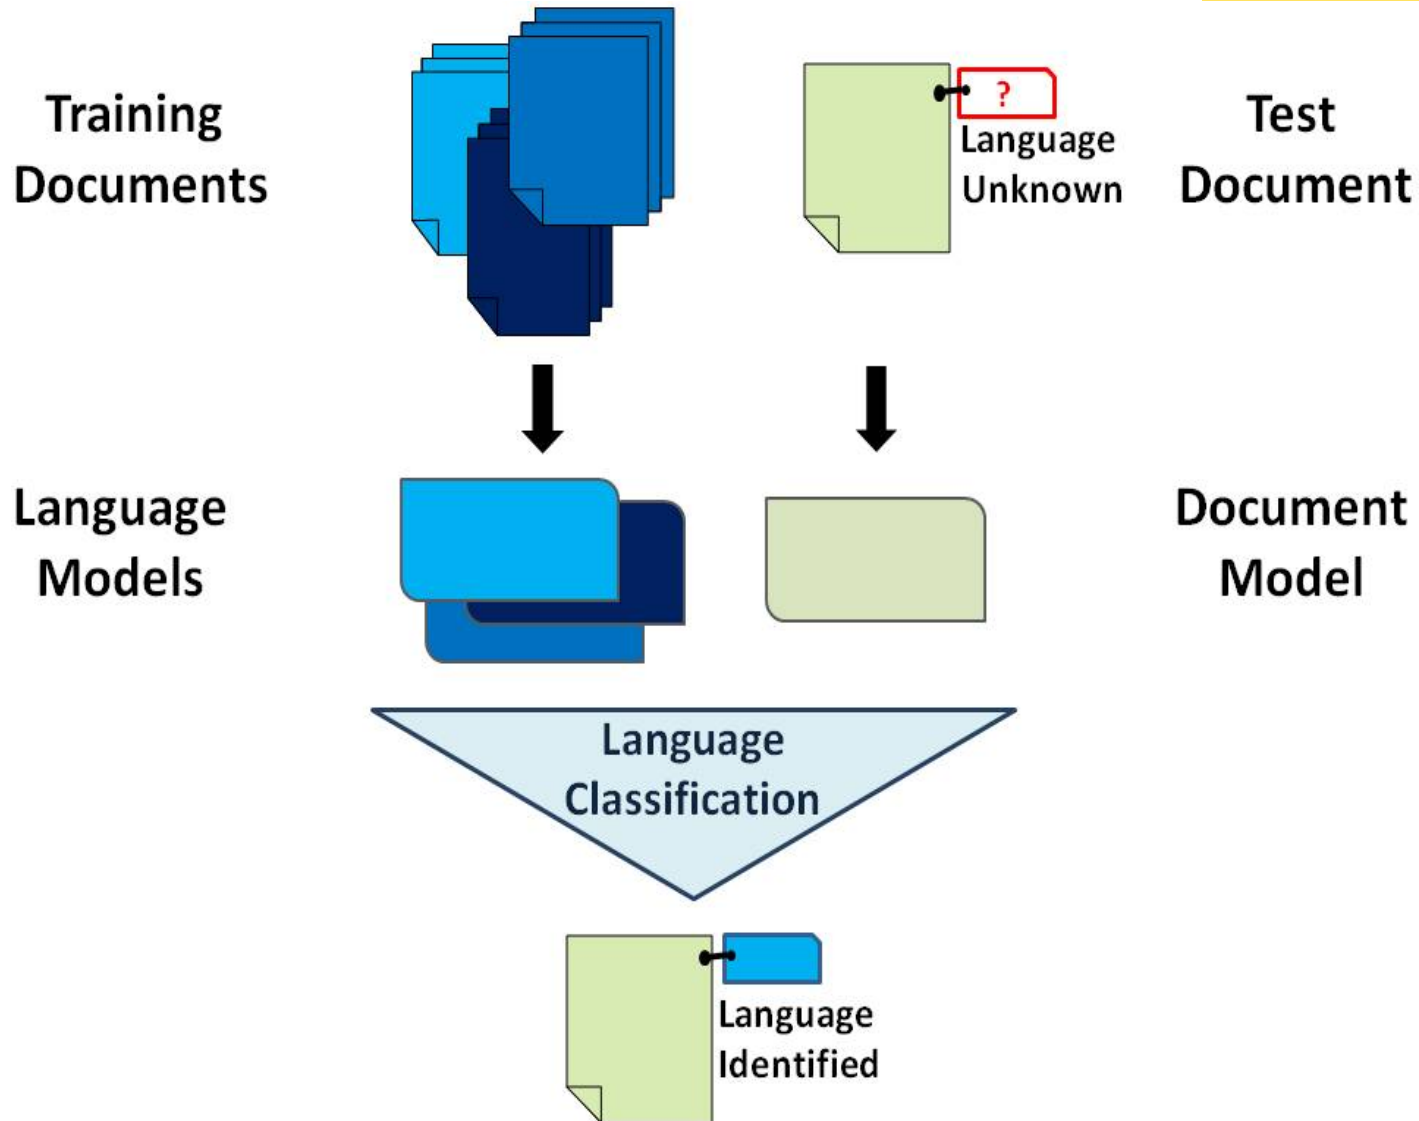 Training
Documents
?
Language
Unknown
Test
Document
Language
Models
Document
Model
Language
Classification
Language
Identified